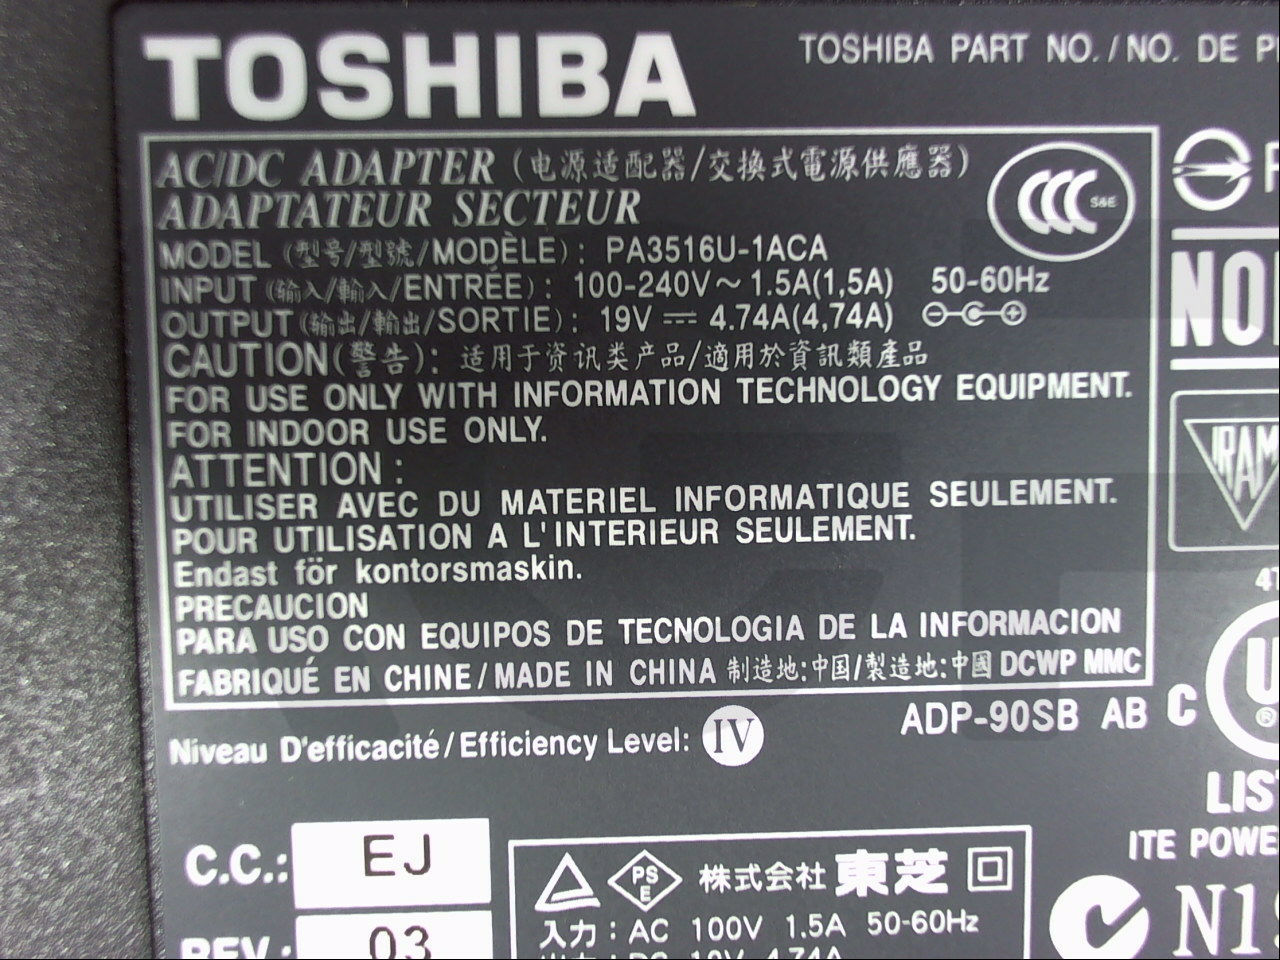 TOSHIBA
TOSHIBA PART NO./NO. DE
AC/DC ADAPTER (电源适配器/交換式電源供應器)
ADAPTATEUR SECTEUR
CCC S&E
MODEL (型号/型號/MODÈLE): PA3516U-1ACA
INPUT (输入/輸入/ENTRÉE): 100-240V～1.5A(1,5A) 50-60Hz
OUTPUT (输出/輸出/SORTIE): 19V ⎓ 4.74A(4,74A)
CAUTION(警告): 适用于资讯类产品/適用於資訊類產品
FOR USE ONLY WITH INFORMATION TECHNOLOGY EQUIPMENT.
FOR INDOOR USE ONLY.
ATTENTION :
UTILISER AVEC DU MATERIEL INFORMATIQUE SEULEMENT.
POUR UTILISATION A L'INTERIEUR SEULEMENT.
Endast för kontorsmaskin.
PRECAUCION
PARA USO CON EQUIPOS DE TECNOLOGIA DE LA INFORMACION
FABRIQUÉ EN CHINE/MADE IN CHINA 制造地:中国/製造地:中國 DCWP MMC
IRAM
ADP-90SB AB
C
Niveau D'efficacité/Efficiency Level: IV
C.C.: EJ
ITE
REV.: 03
PSE 株式会社 東芝
入力:AC 100V 1.5A 50-60Hz